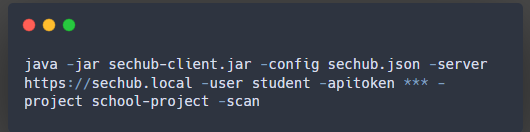 java -jar sechub-client.jar -config sechub.json -server
https://sechub.local -user student -apitoken *** -
project school-project -scan